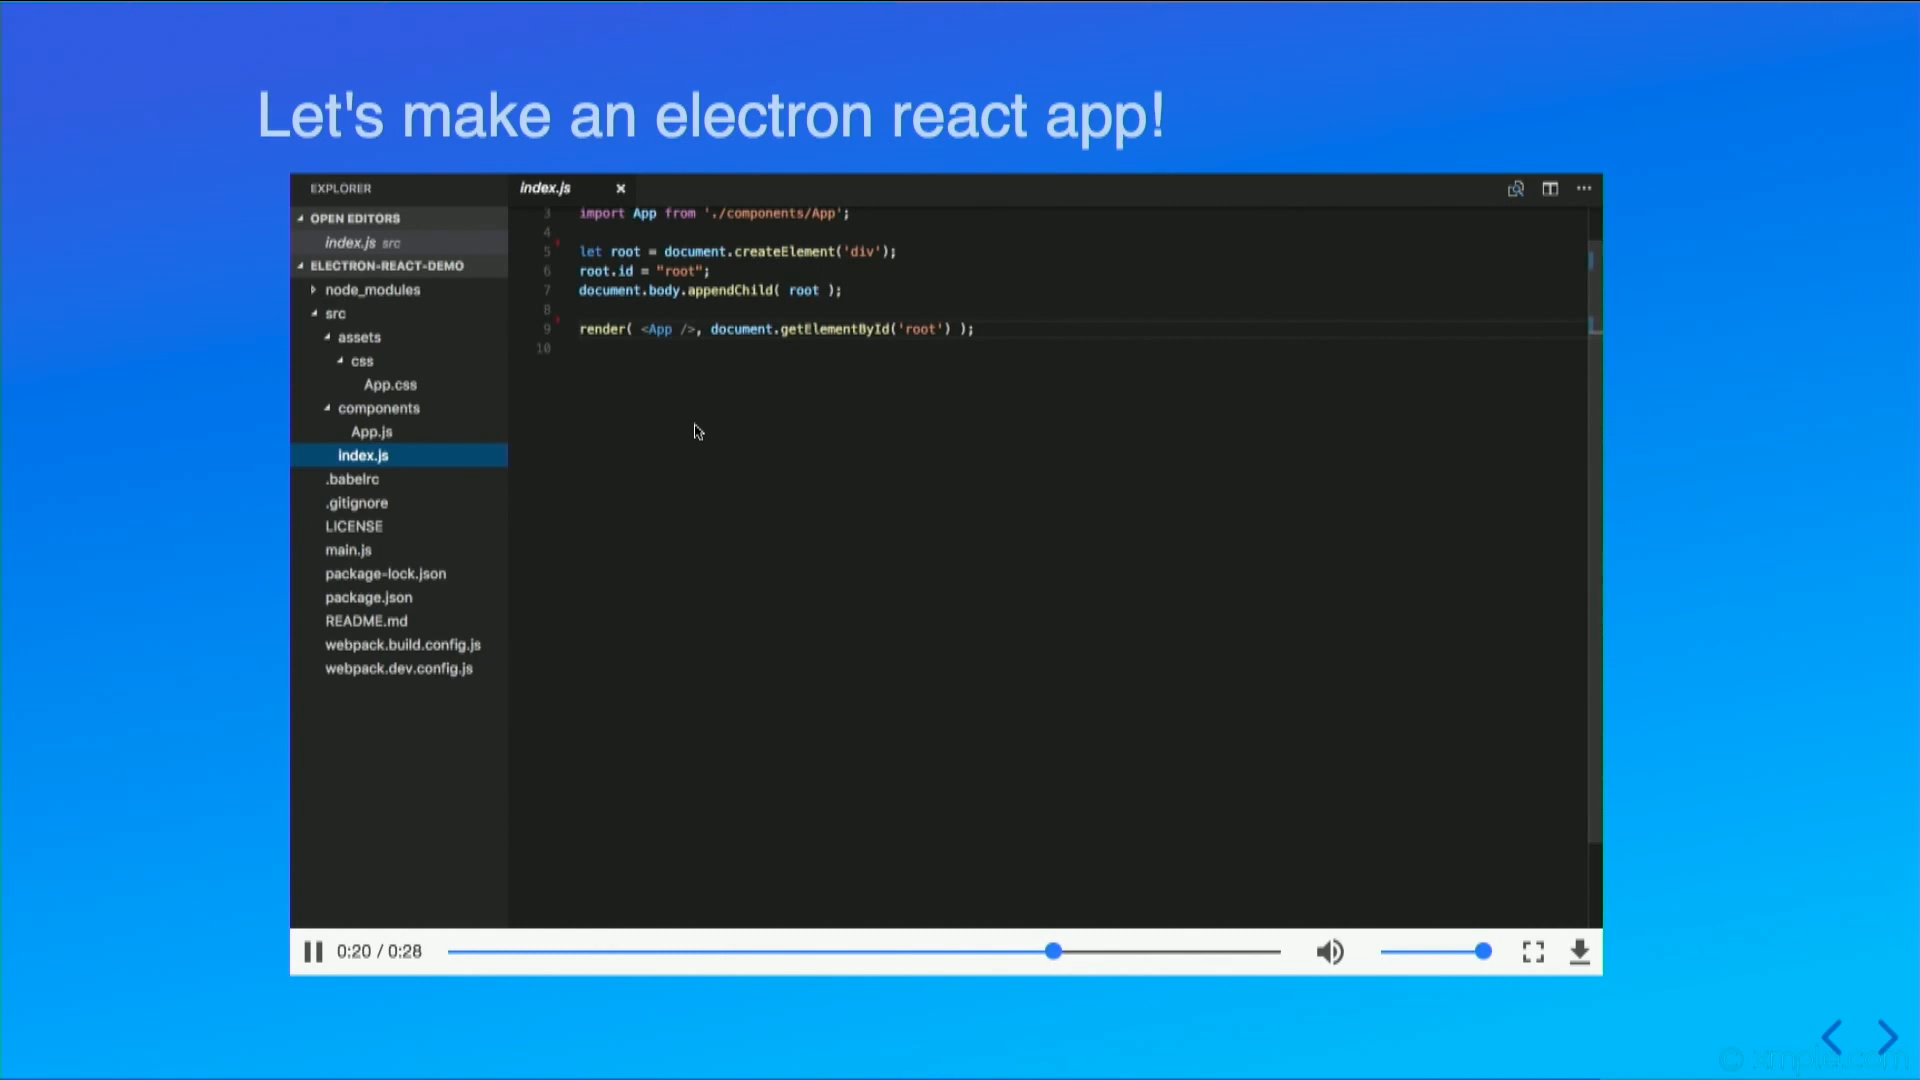 Let's make an electron react app!
EXPLORER
OPEN EDITORS
index.js src
ELECTRON-REACT-DEMO
node_modules
src
assets
css
App.css
components
App.js
index.js
.babelrc
.gitignore
LICENSE
main.js
package-lock.json
package.json
README.md
webpack.build.config.js
webpack.dev.config.js
index.js
3 import App from './components/App';
4
5 let root = document.createElement('div');
6 root.id = "root";
7 document.body.appendChild( root );
8
9 render( <App />, document.getElementById('root') );
10
0:20 / 0:28